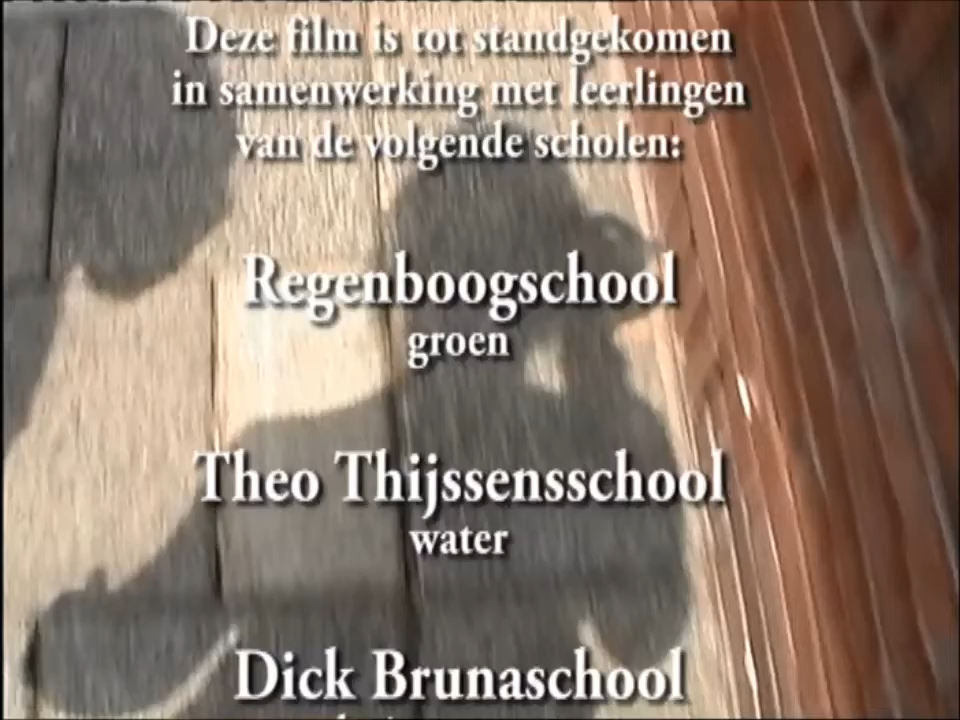 Deze film is tot standgekomen
in samenwerking met leerlingen
van de volgende scholen:
Regenboogschool
groen
Theo Thijssensschool
water
Dick Brunaschool